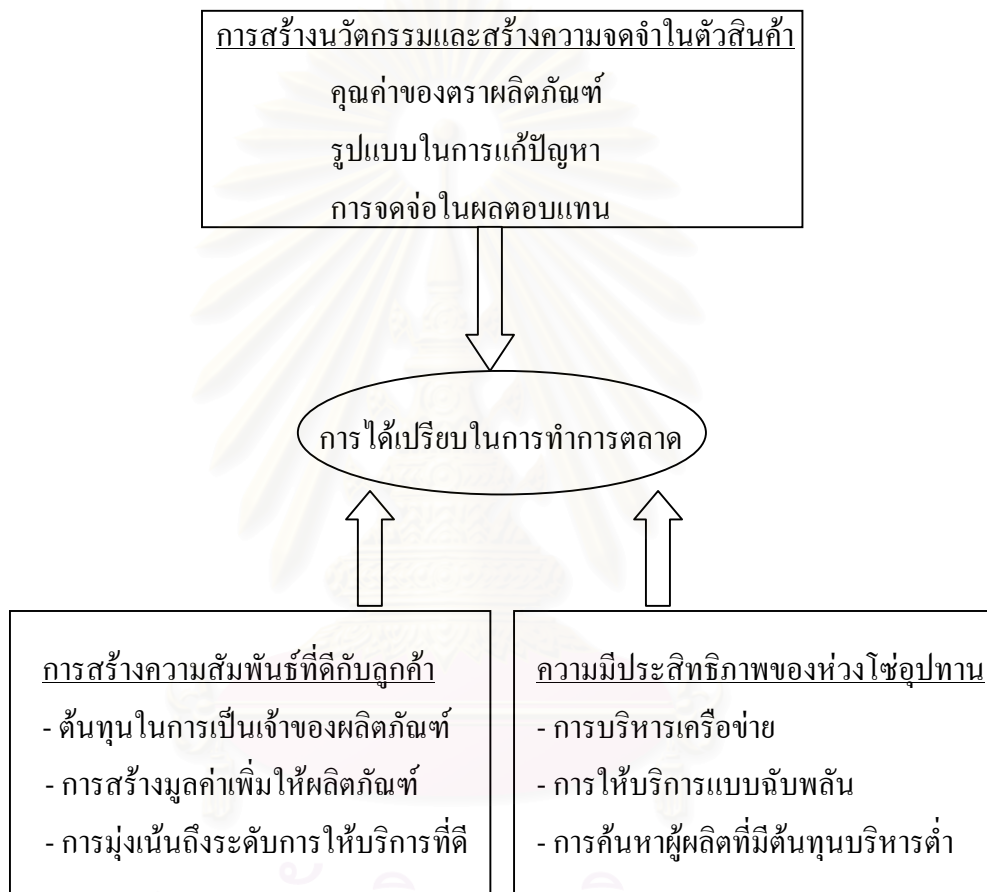 การสร้างนวัตกรรมและสร้างความจดจำในตัวสินค้า
คุณค่าของตราผลิตภัณฑ์
รูปแบบในการแก้ปัญหา
การจดจ่อในผลตอบแทน
การได้เปรียบในการทำการตลาด
การสร้างความสัมพันธ์ที่ดีกับลูกค้า
- ต้นทุนในการเป็นเจ้าของผลิตภัณฑ์
- การสร้างมูลค่าเพิ่มให้ผลิตภัณฑ์
- การมุ่งเน้นถึงระดับการให้บริการที่ดี
ความมีประสิทธิภาพของห่วงโซ่อุปทาน
- การบริหารเครือข่าย
- การให้บริการแบบฉับพลัน
- การค้นหาผู้ผลิตที่มีต้นทุนบริหารต่ำ